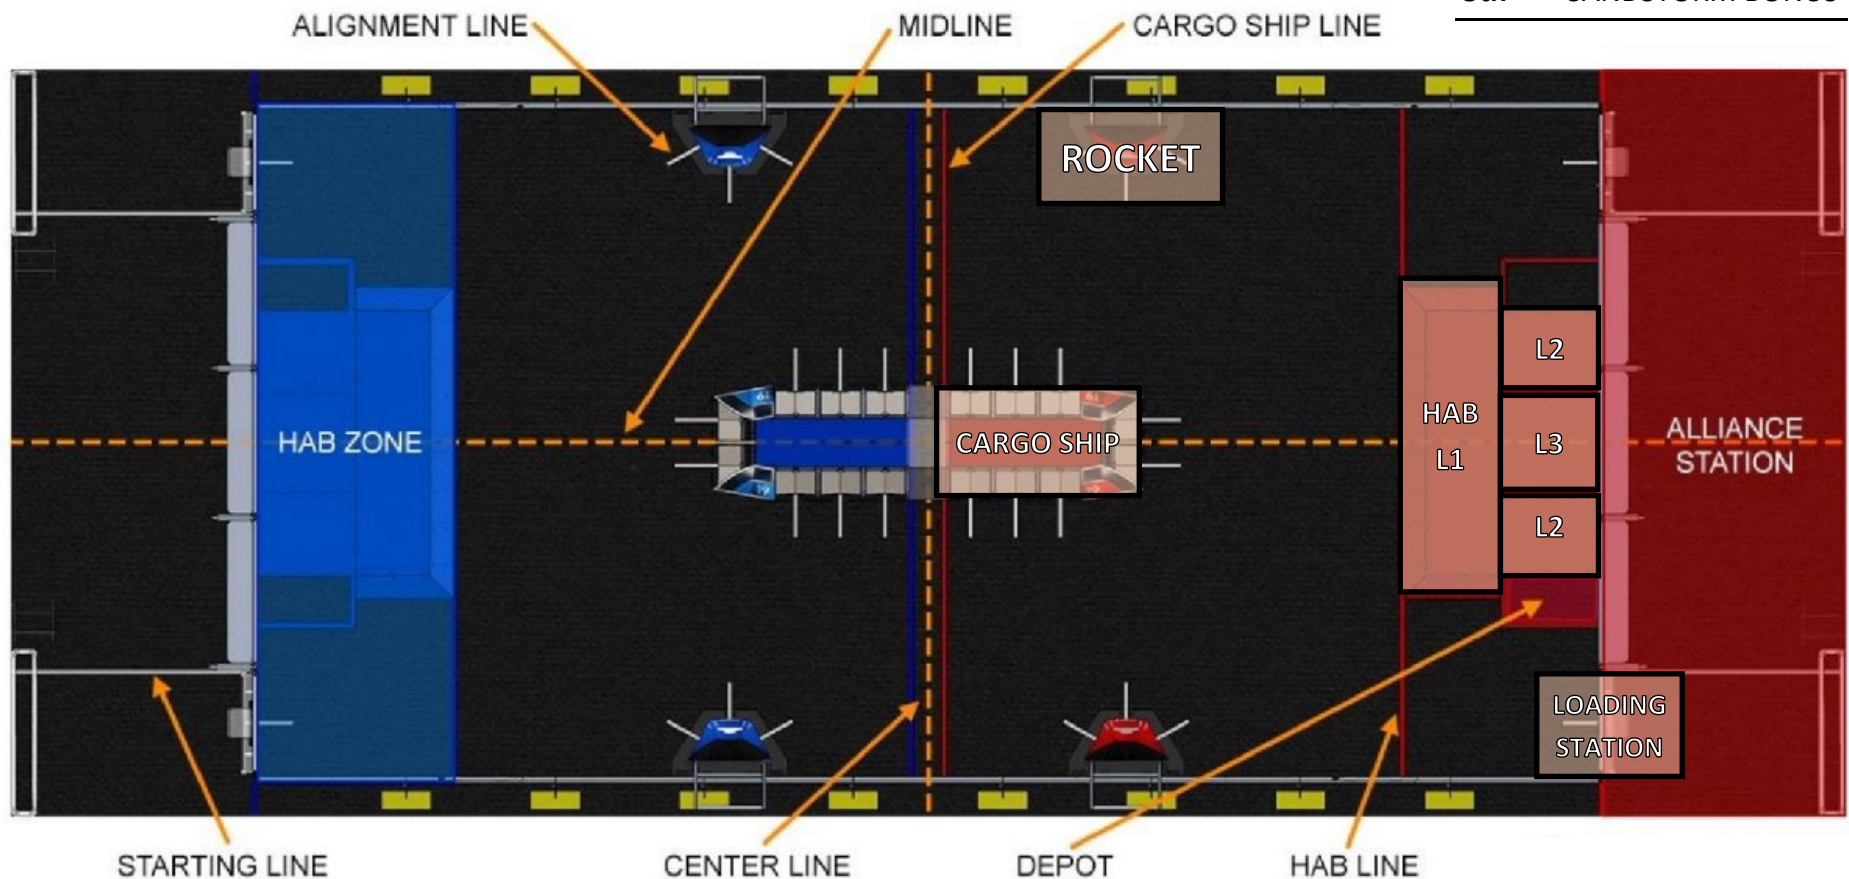 ALIGNMENT LINE
MIDLINE
CARGO SHIP LINE
ROCKET
L2
HAB
L1
L3
L2
HAB ZONE
CARGO SHIP
ALLIANCE
STATION
LOADING
STATION
STARTING LINE
CENTER LINE
DEPOT
HAB LINE